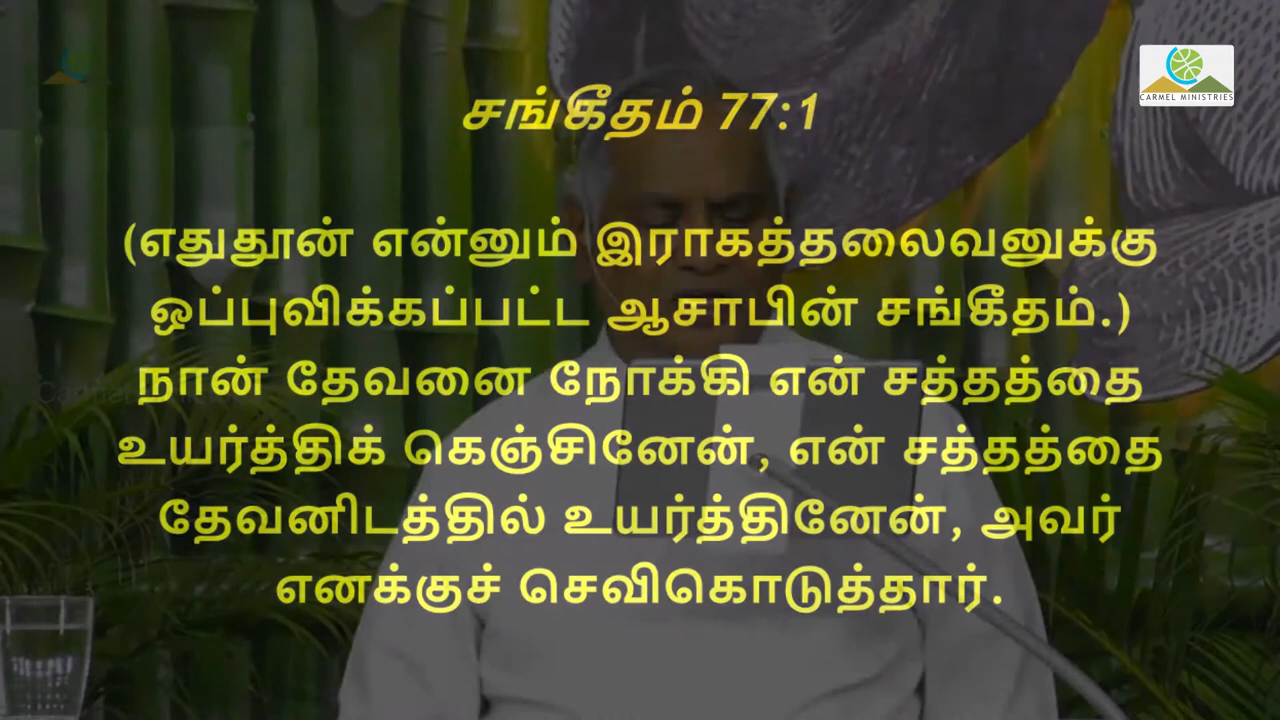 சங்கீதம் 77:1
CARMEL MINISTRIES
(எதுதூன் என்னும் இராகத்தலைவனுக்கு
ஒப்புவிக்கப்பட்ட ஆசாபின் சங்கீதம்.)
நான் தேவனை நோக்கி என் சத்தத்தை
உயர்த்திக் கெஞ்சினேன், என் சத்தத்தை
தேவனிடத்தில் உயர்த்தினேன், அவர்
எனக்குச் செவிகொடுத்தார்.